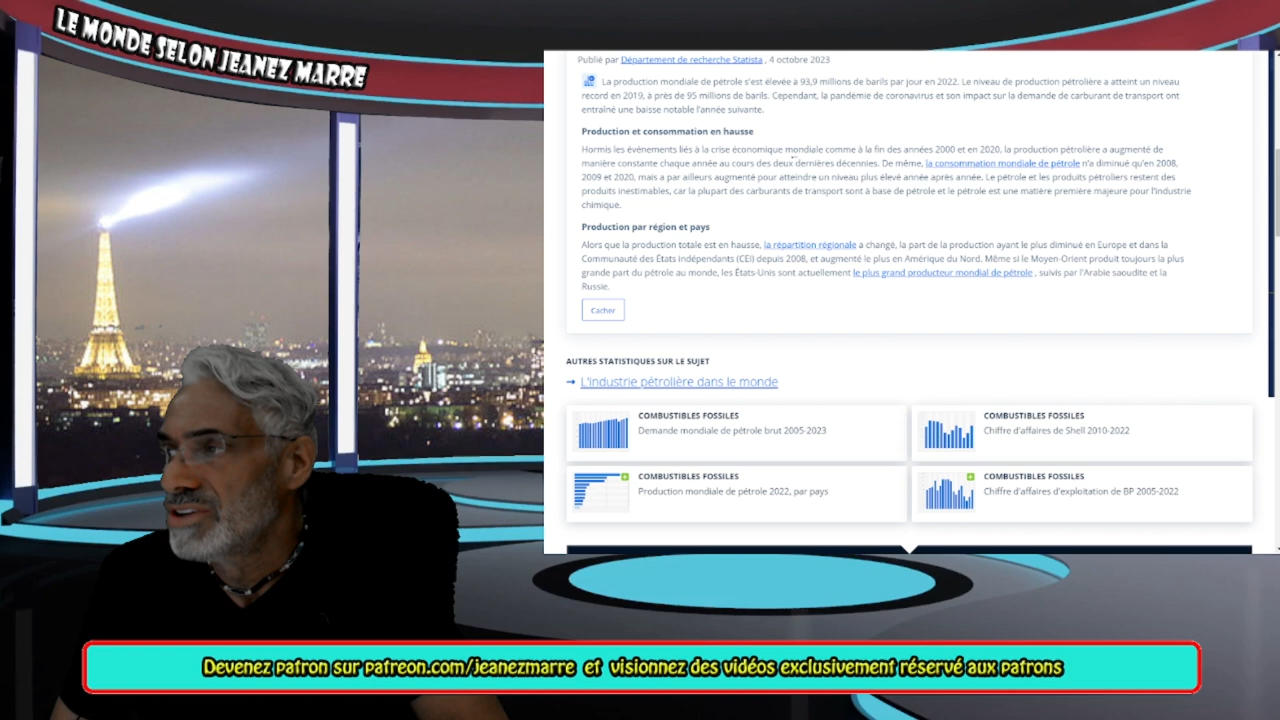 LE MONDE SELON JEANEZ MARRE
Publié par Département de recherche Statista , 4 octobre 2023
La production mondiale de pétrole s'est élevée à 93,9 millions de barils par jour en 2022. Le niveau de production pétrolière a atteint un niveau
record en 2019, à près de 95 millions de barils. Cependant, la pandémie de coronavirus et son impact sur la demande de carburant de transport ont
entraîné une baisse notable l'année suivante.
Production et consommation en hausse
Hormis les événements liés à la crise économique mondiale comme à la fin des années 2000 et en 2020, la production pétrolière a augmenté de
manière constante chaque année au cours des deux dernières décennies. De même, la consommation mondiale de pétrole n'a diminué qu'en 2008,
2009 et 2020, mais a par ailleurs augmenté pour atteindre un niveau plus élevé année après année. Le pétrole et les produits pétroliers restent des
produits inestimables, car la plupart des carburants de transport sont à base de pétrole et le pétrole est une matière première majeure pour l'industrie
chimique.
Production par région et pays
Alors que la production totale est en hausse, la répartition régionale a changé, la part de la production ayant le plus diminué en Europe et dans la
Communauté des États indépendants (CEI) depuis 2008, et augmenté le plus en Amérique du Nord. Même si le Moyen-Orient produit toujours la plus
grande part du pétrole au monde, les États-Unis sont actuellement le plus grand producteur mondial de pétrole , suivis par l'Arabie saoudite et la
Russie.
Cacher
AUTRES STATISTIQUES SUR LE SUJET
→ L'industrie pétrolière dans le monde
COMBUSTIBLES FOSSILES
Demande mondiale de pétrole brut 2005-2023
COMBUSTIBLES FOSSILES
Chiffre d'affaires de Shell 2010-2022
COMBUSTIBLES FOSSILES
Production mondiale de pétrole 2022, par pays
COMBUSTIBLES FOSSILES
Chiffre d'affaires d'exploitation de BP 2005-2022
Devenez patron sur patreon.com/jeanezmarre et visionnez des vidéos exclusivement réservé aux patrons